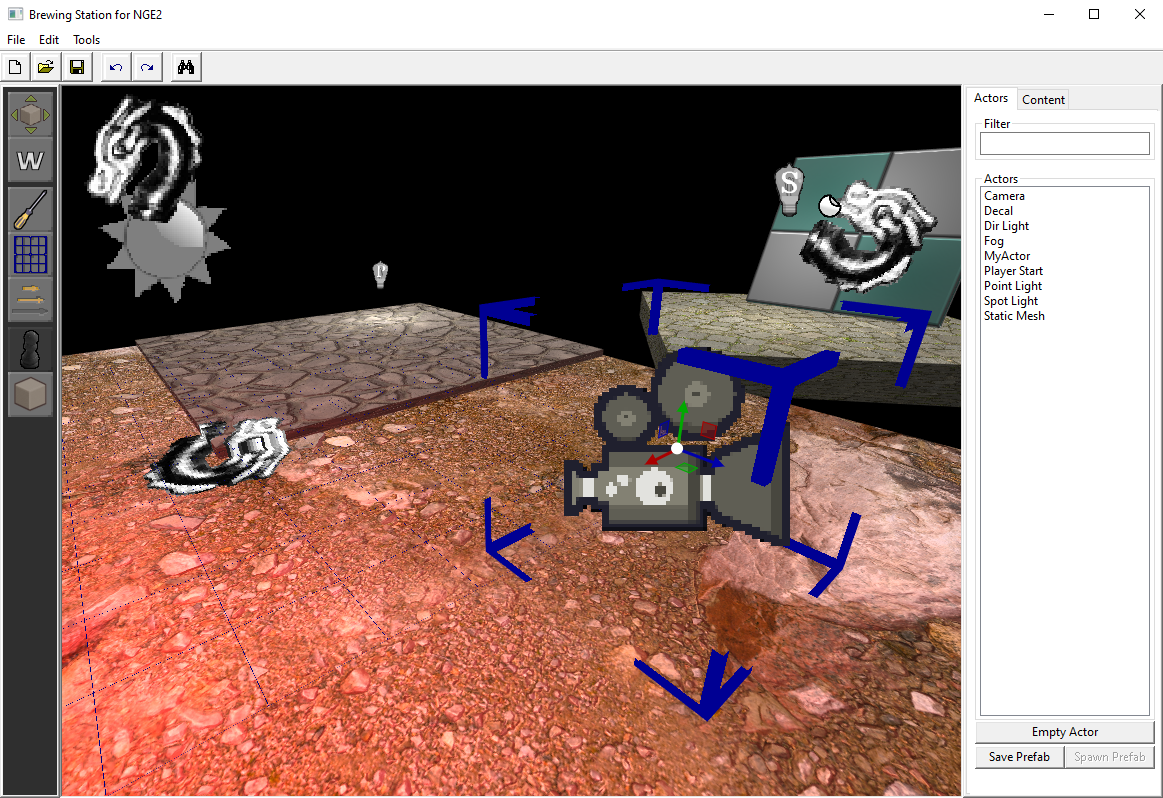 Brewing Station for NGE2
File Edit Tools
W
S
Actors Content
Filter
Actors
Camera
Decal
Dir Light
Fog
MyActor
Player Start
Point Light
Spot Light
Static Mesh
Empty Actor
Save Prefab Spawn Prefab